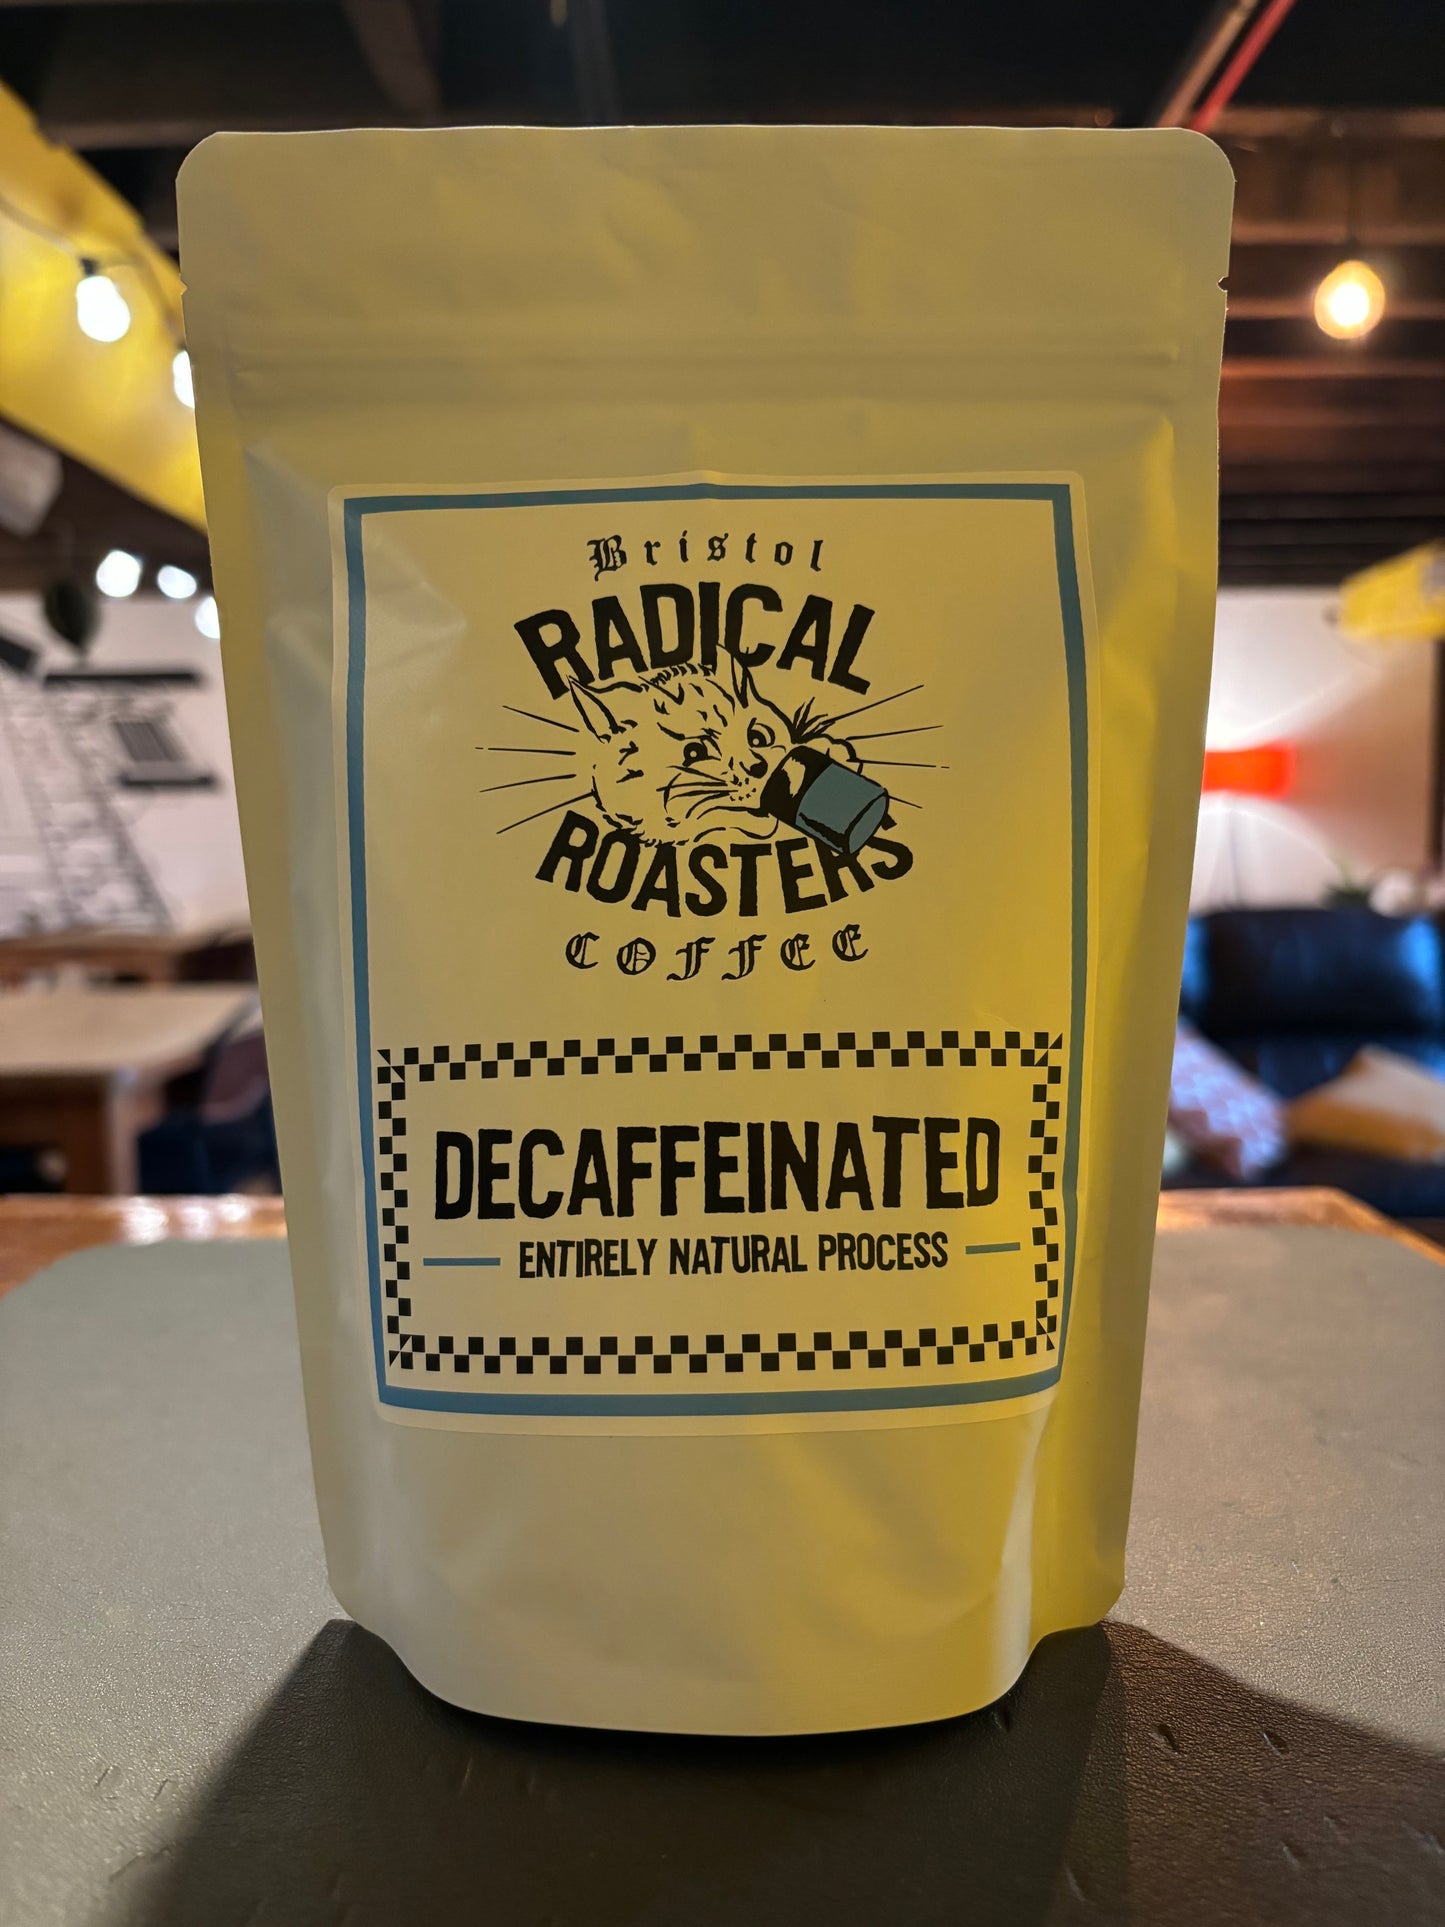 Bristol
RADICAL
ROASTERS
COFFEE
DECAFFEINATED
ENTIRELY NATURAL PROCESS